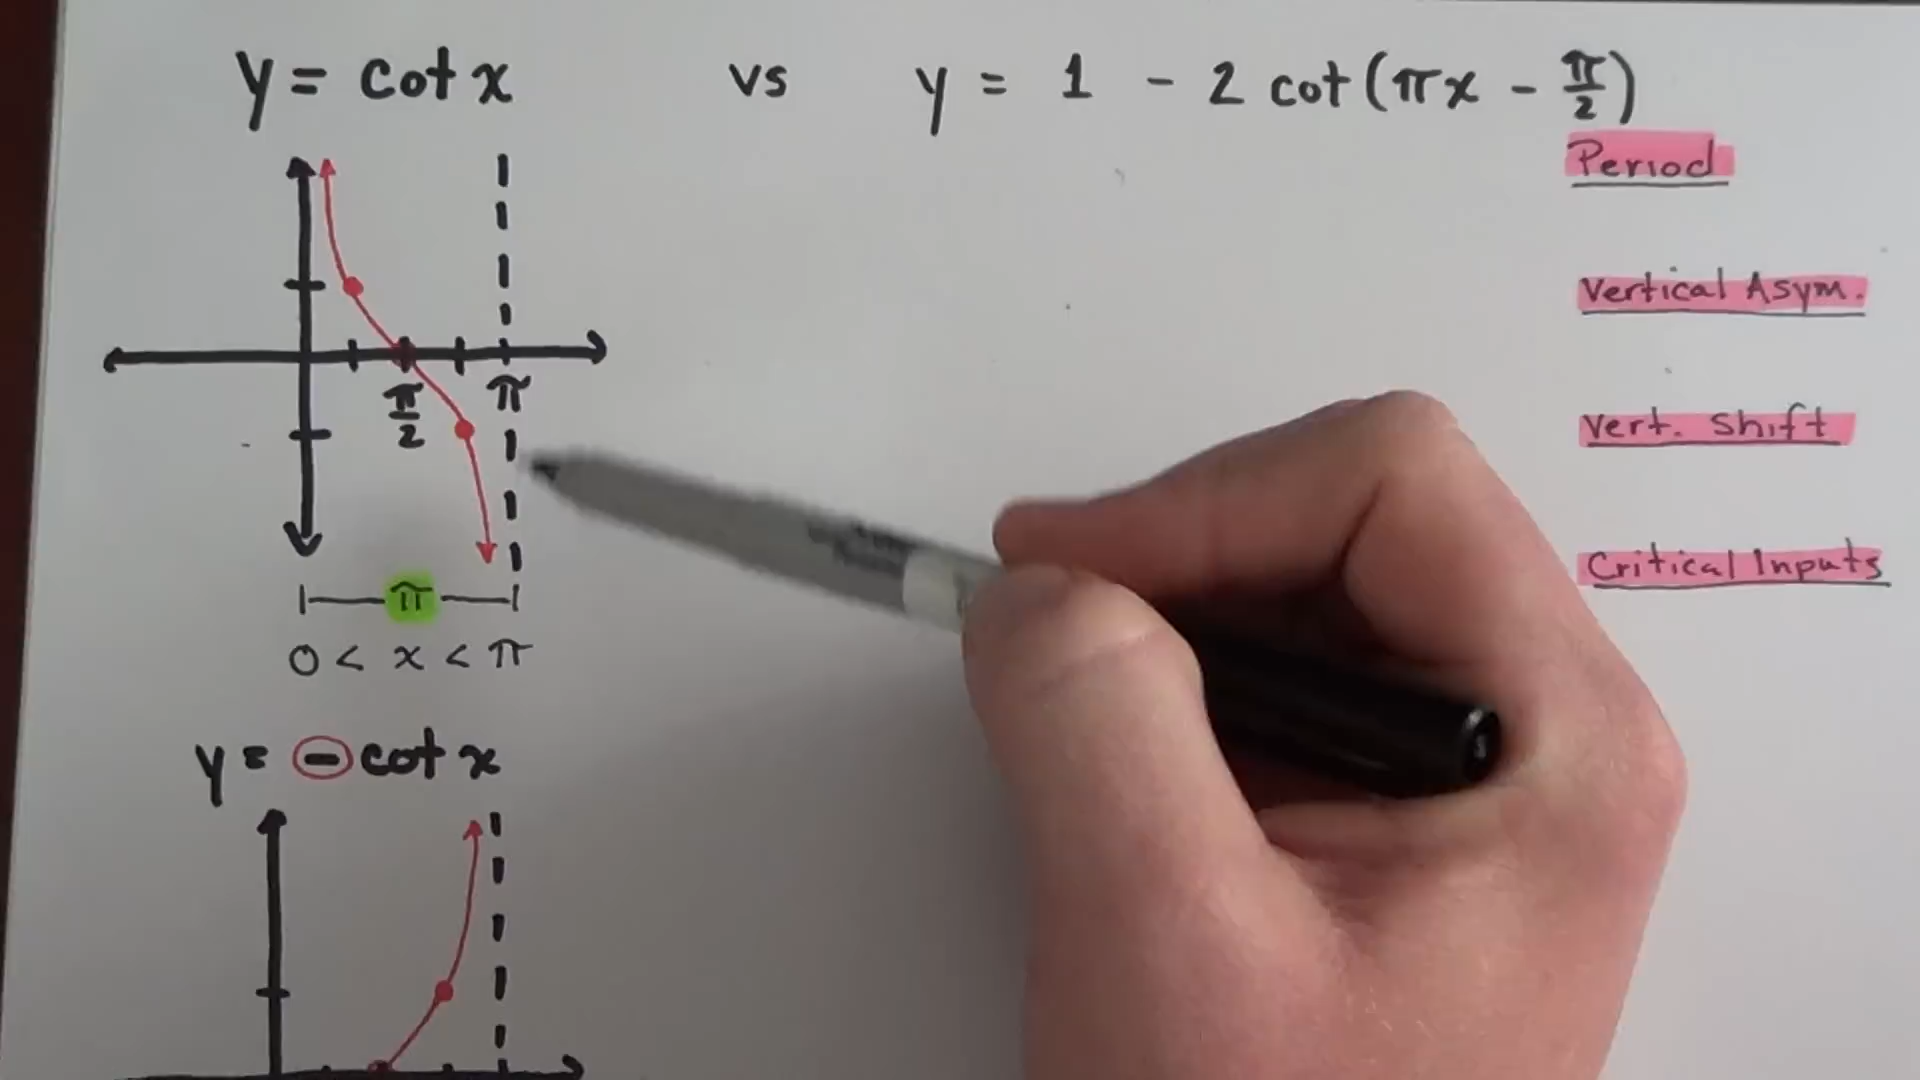 y = cot x vs y = 1 - 2 cot(πx - π/2)
Period
Vertical Asym.
π/2 π
Vert. Shift
π
Critical Inputs
0 < x < π
y = - cot x